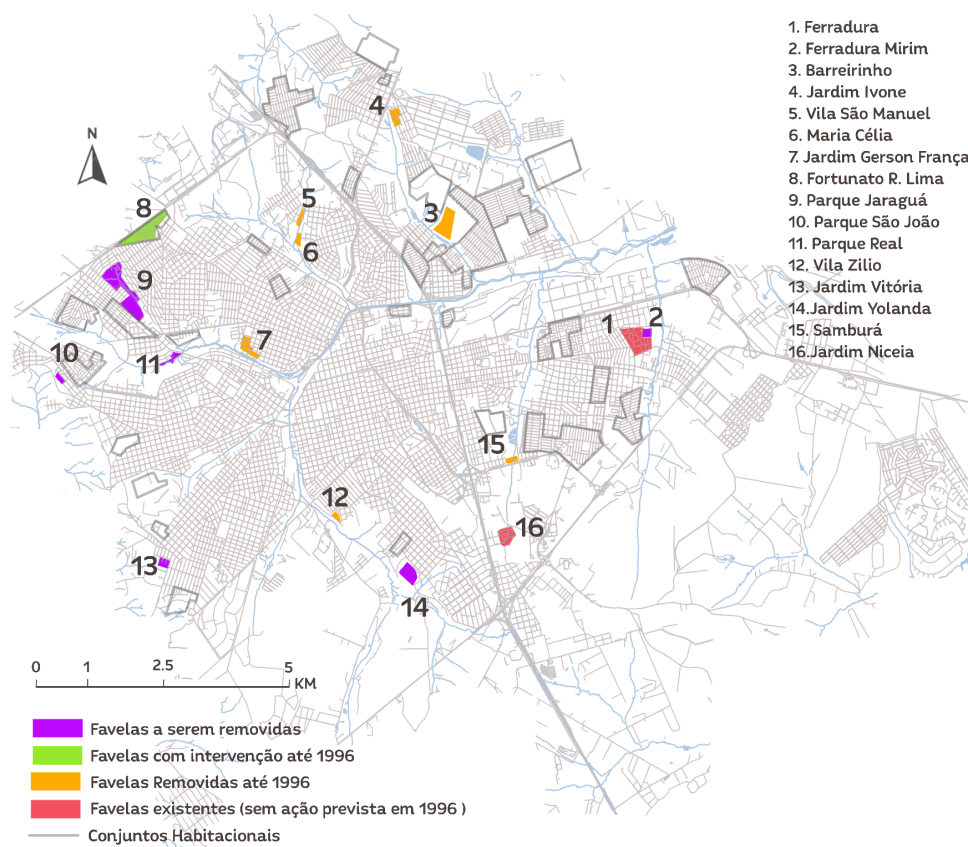 1. Ferradura
2. Ferradura Mirim
3. Barreirinho
4. Jardim Ivone
5. Vila São Manuel
6. Maria Célia
7. Jardim Gerson França
8. Fortunato R. Lima
9. Parque Jaraguá
10. Parque São João
11. Parque Real
12. Vila Zilio
13. Jardim Vitória
14.Jardim Yolanda
15. Samburá
16.Jardim Niceia
N
4
5
3
8
6
9
1
2
7
10
11
15
12
16
13
14
0 1 2.5 5
KM
Favelas a serem removidas
Favelas com intervenção até 1996
Favelas Removidas até 1996
Favelas existentes (sem ação prevista em 1996 )
Conjuntos Habitacionais